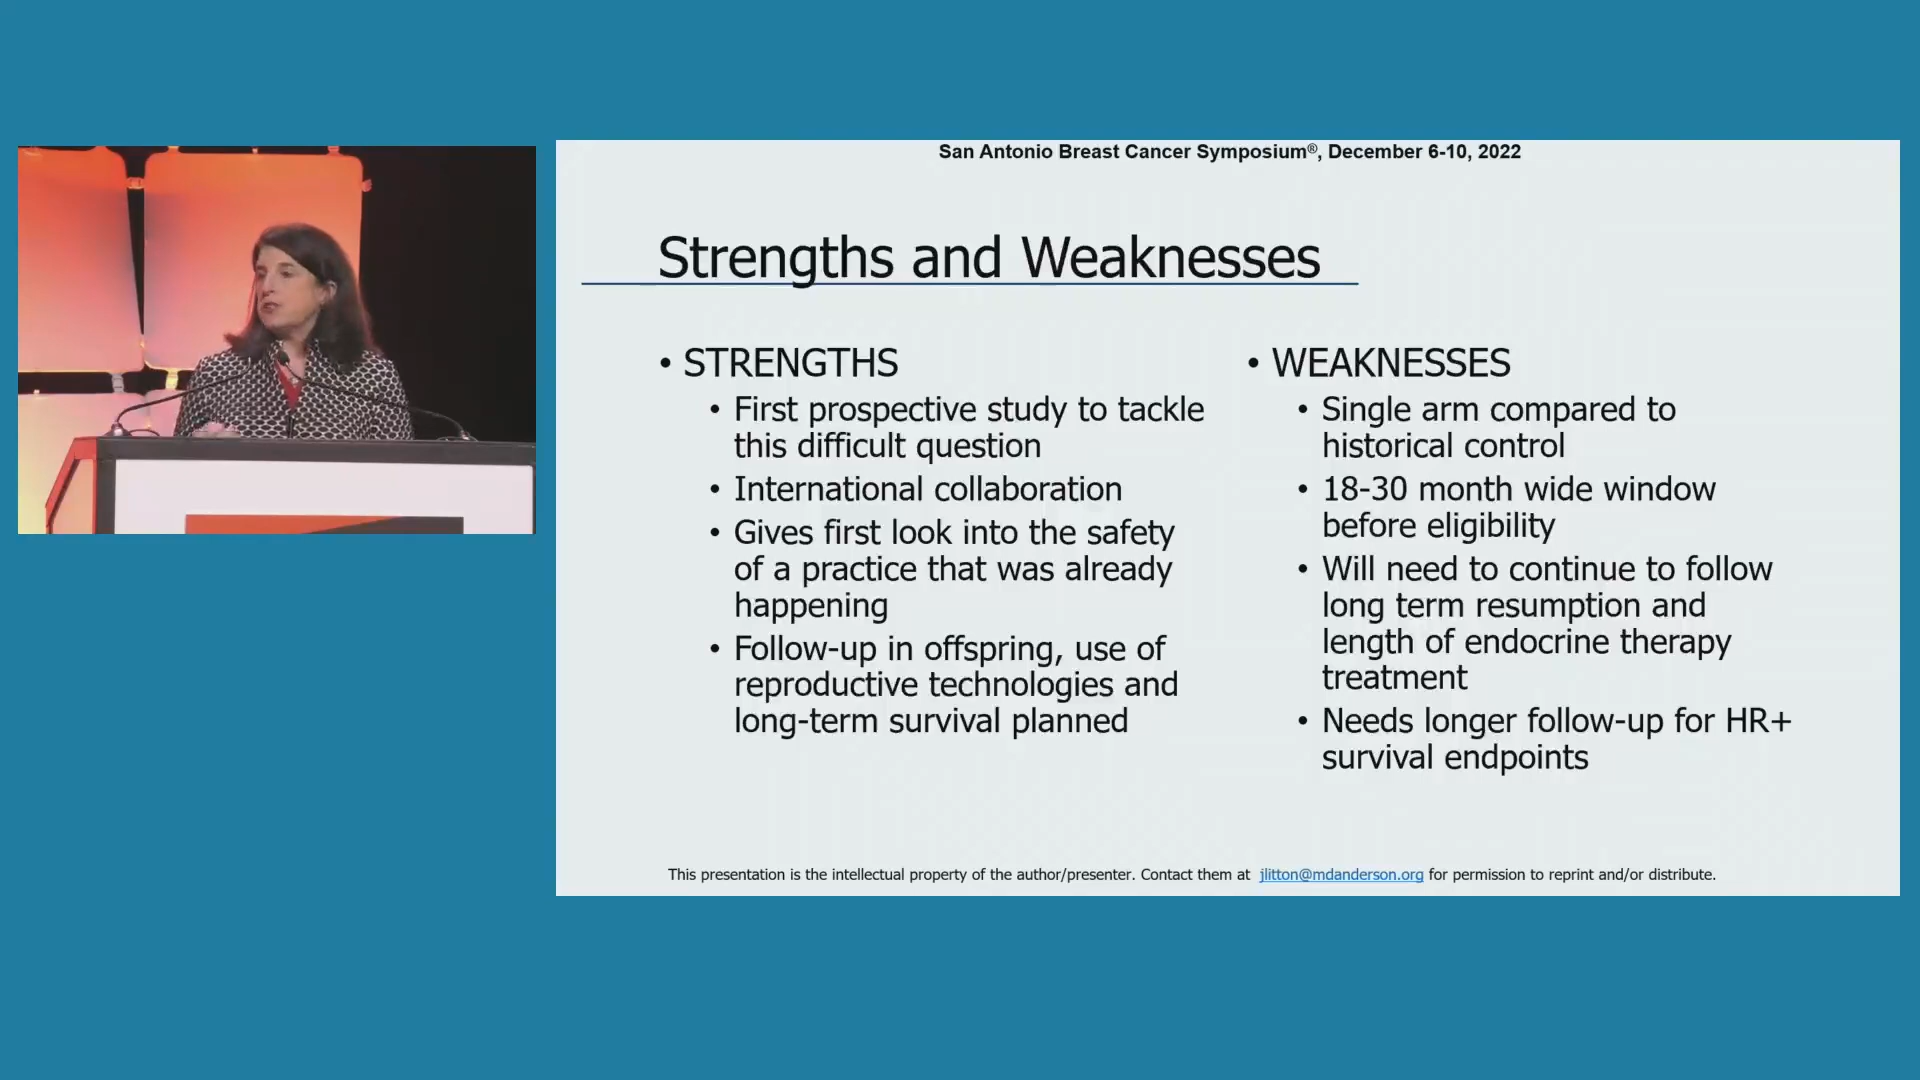 San Antonio Breast Cancer Symposium®, December 6-10, 2022
Strengths and Weaknesses
• STRENGTHS
• First prospective study to tackle
this difficult question
• International collaboration
• Gives first look into the safety
of a practice that was already
happening
• Follow-up in offspring, use of
reproductive technologies and
long-term survival planned
• WEAKNESSES
• Single arm compared to
historical control
• 18-30 month wide window
before eligibility
• Will need to continue to follow
long term resumption and
length of endocrine therapy
treatment
• Needs longer follow-up for HR+
survival endpoints
This presentation is the intellectual property of the author/presenter. Contact them at jlitton@mdanderson.org for permission to reprint and/or distribute.